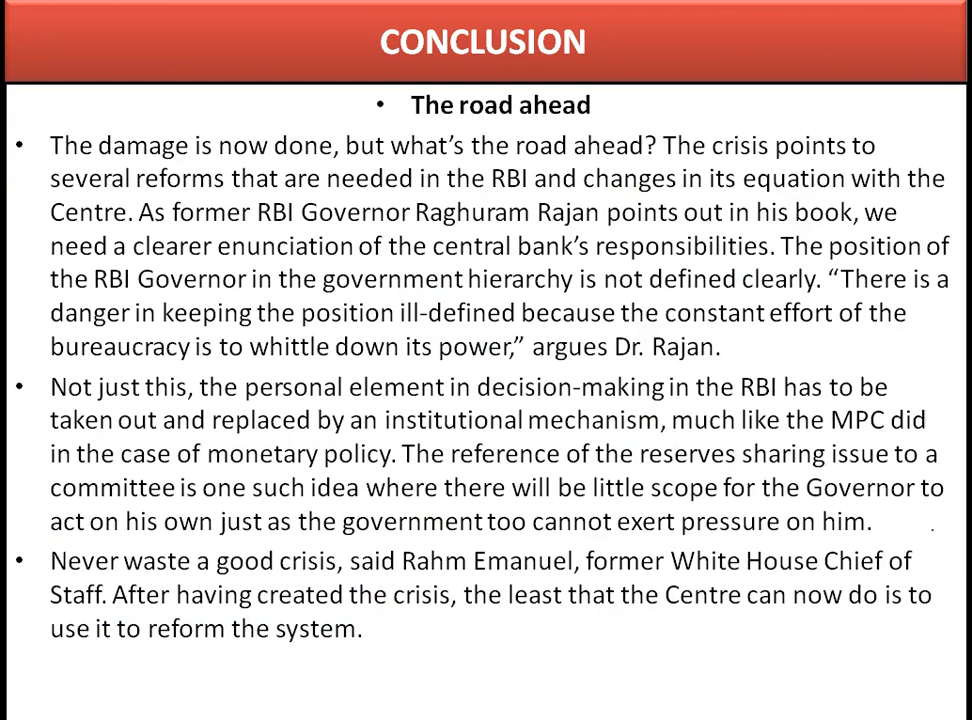 CONCLUSION
• The road ahead
• The damage is now done, but what’s the road ahead? The crisis points to
several reforms that are needed in the RBI and changes in its equation with the
Centre. As former RBI Governor Raghuram Rajan points out in his book, we
need a clearer enunciation of the central bank’s responsibilities. The position of
the RBI Governor in the government hierarchy is not defined clearly. “There is a
danger in keeping the position ill-defined because the constant effort of the
bureaucracy is to whittle down its power,” argues Dr. Rajan.
• Not just this, the personal element in decision-making in the RBI has to be
taken out and replaced by an institutional mechanism, much like the MPC did
in the case of monetary policy. The reference of the reserves sharing issue to a
committee is one such idea where there will be little scope for the Governor to
act on his own just as the government too cannot exert pressure on him. .
• Never waste a good crisis, said Rahm Emanuel, former White House Chief of
Staff. After having created the crisis, the least that the Centre can now do is to
use it to reform the system.